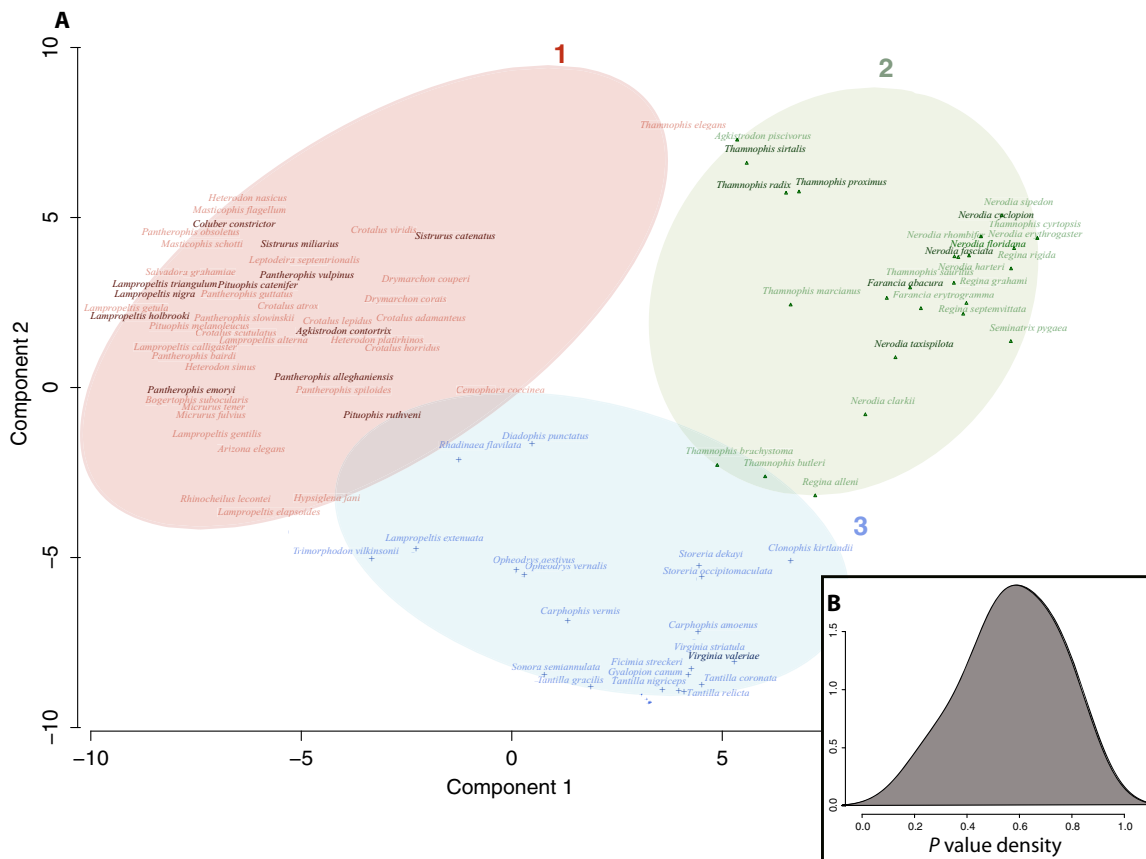 A
1
2
3
10
5
0
−5
−10
Component 2
−10
−5
0
5
Component 1
Thamnophis elegans
Agkistrodon piscivorus
Thamnophis sirtalis
Thamnophis radix
Thamnophis proximus
Nerodia sipedon
Nerodia cyclopion
Thamnophis cyrtopsis
Nerodia rhombifer
Nerodia erythrogaster
Nerodia floridana
Nerodia fasciata
Regina rigida
Nerodia harteri
Thamnophis sauritus
Regina grahami
Farancia abacura
Thamnophis marcianus
Farancia erytrogramma
Regina septemvittata
Seminatrix pygaea
Nerodia taxispilota
Nerodia clarkii
Thamnophis brachystoma
Thamnophis butleri
Regina alleni
Heterodon nasicus
Masticophis flagellum
Coluber constrictor
Pantherophis obsoletus
Crotalus viridis
Masticophis schotti
Sistrurus miliarius
Sistrurus catenatus
Leptodeira septentrionalis
Salvadora grahamiae
Pantherophis vulpinus
Drymarchon couperi
Lampropeltis triangulum
Pituophis catenifer
Lampropeltis nigra
Pantherophis guttatus
Drymarchon corais
Lampropeltis getula
Crotalus atros
Lampropeltis holbrooki
Pantherophis slowinskii
Crotalus lepidus
Crotalus adamanteus
Pituophis melanoleucus
Crotalus scutulatus
Agkistrodon contortrix
Lampropeltis alterna
Heterodon platirhinos
Lampropeltis calligaster
Crotalus horridus
Pantherophis bairdi
Heterodon simus
Pantherophis alleghaniensis
Pantherophis emoryi
Pantherophis spiloides
Cemophora coccinea
Bogertophis subocularis
Micrurus tener
Micrurus fulvius
Pituophis ruthveni
Lampropeltis gentilis
Arizona elegans
Rhinocheilus lecontei
Hypsiglena jani
Lampropeltis elapsoides
Diadophis punctatus
Rhadinaea flavilata
Lampropeltis extenuata
Trimorphodon vilkinsonii
Opheodrys aestivus
Opheodrys vernalis
Storeria dekayi
Clonophis kirtlandii
Storeria occipitomaculata
Carphophis vermis
Carphophis amoenus
Virginia striatula
Virginia valeriae
Ficimia streckeri
Sonora semiannulata
Gyalopion canum
Tantilla gracilis
Tantilla nigriceps
Tantilla coronata
Tantilla relicta
B
1.5
1.0
0.5
0.0
0.0
0.2
0.4
0.6
0.8
1.0
P value density